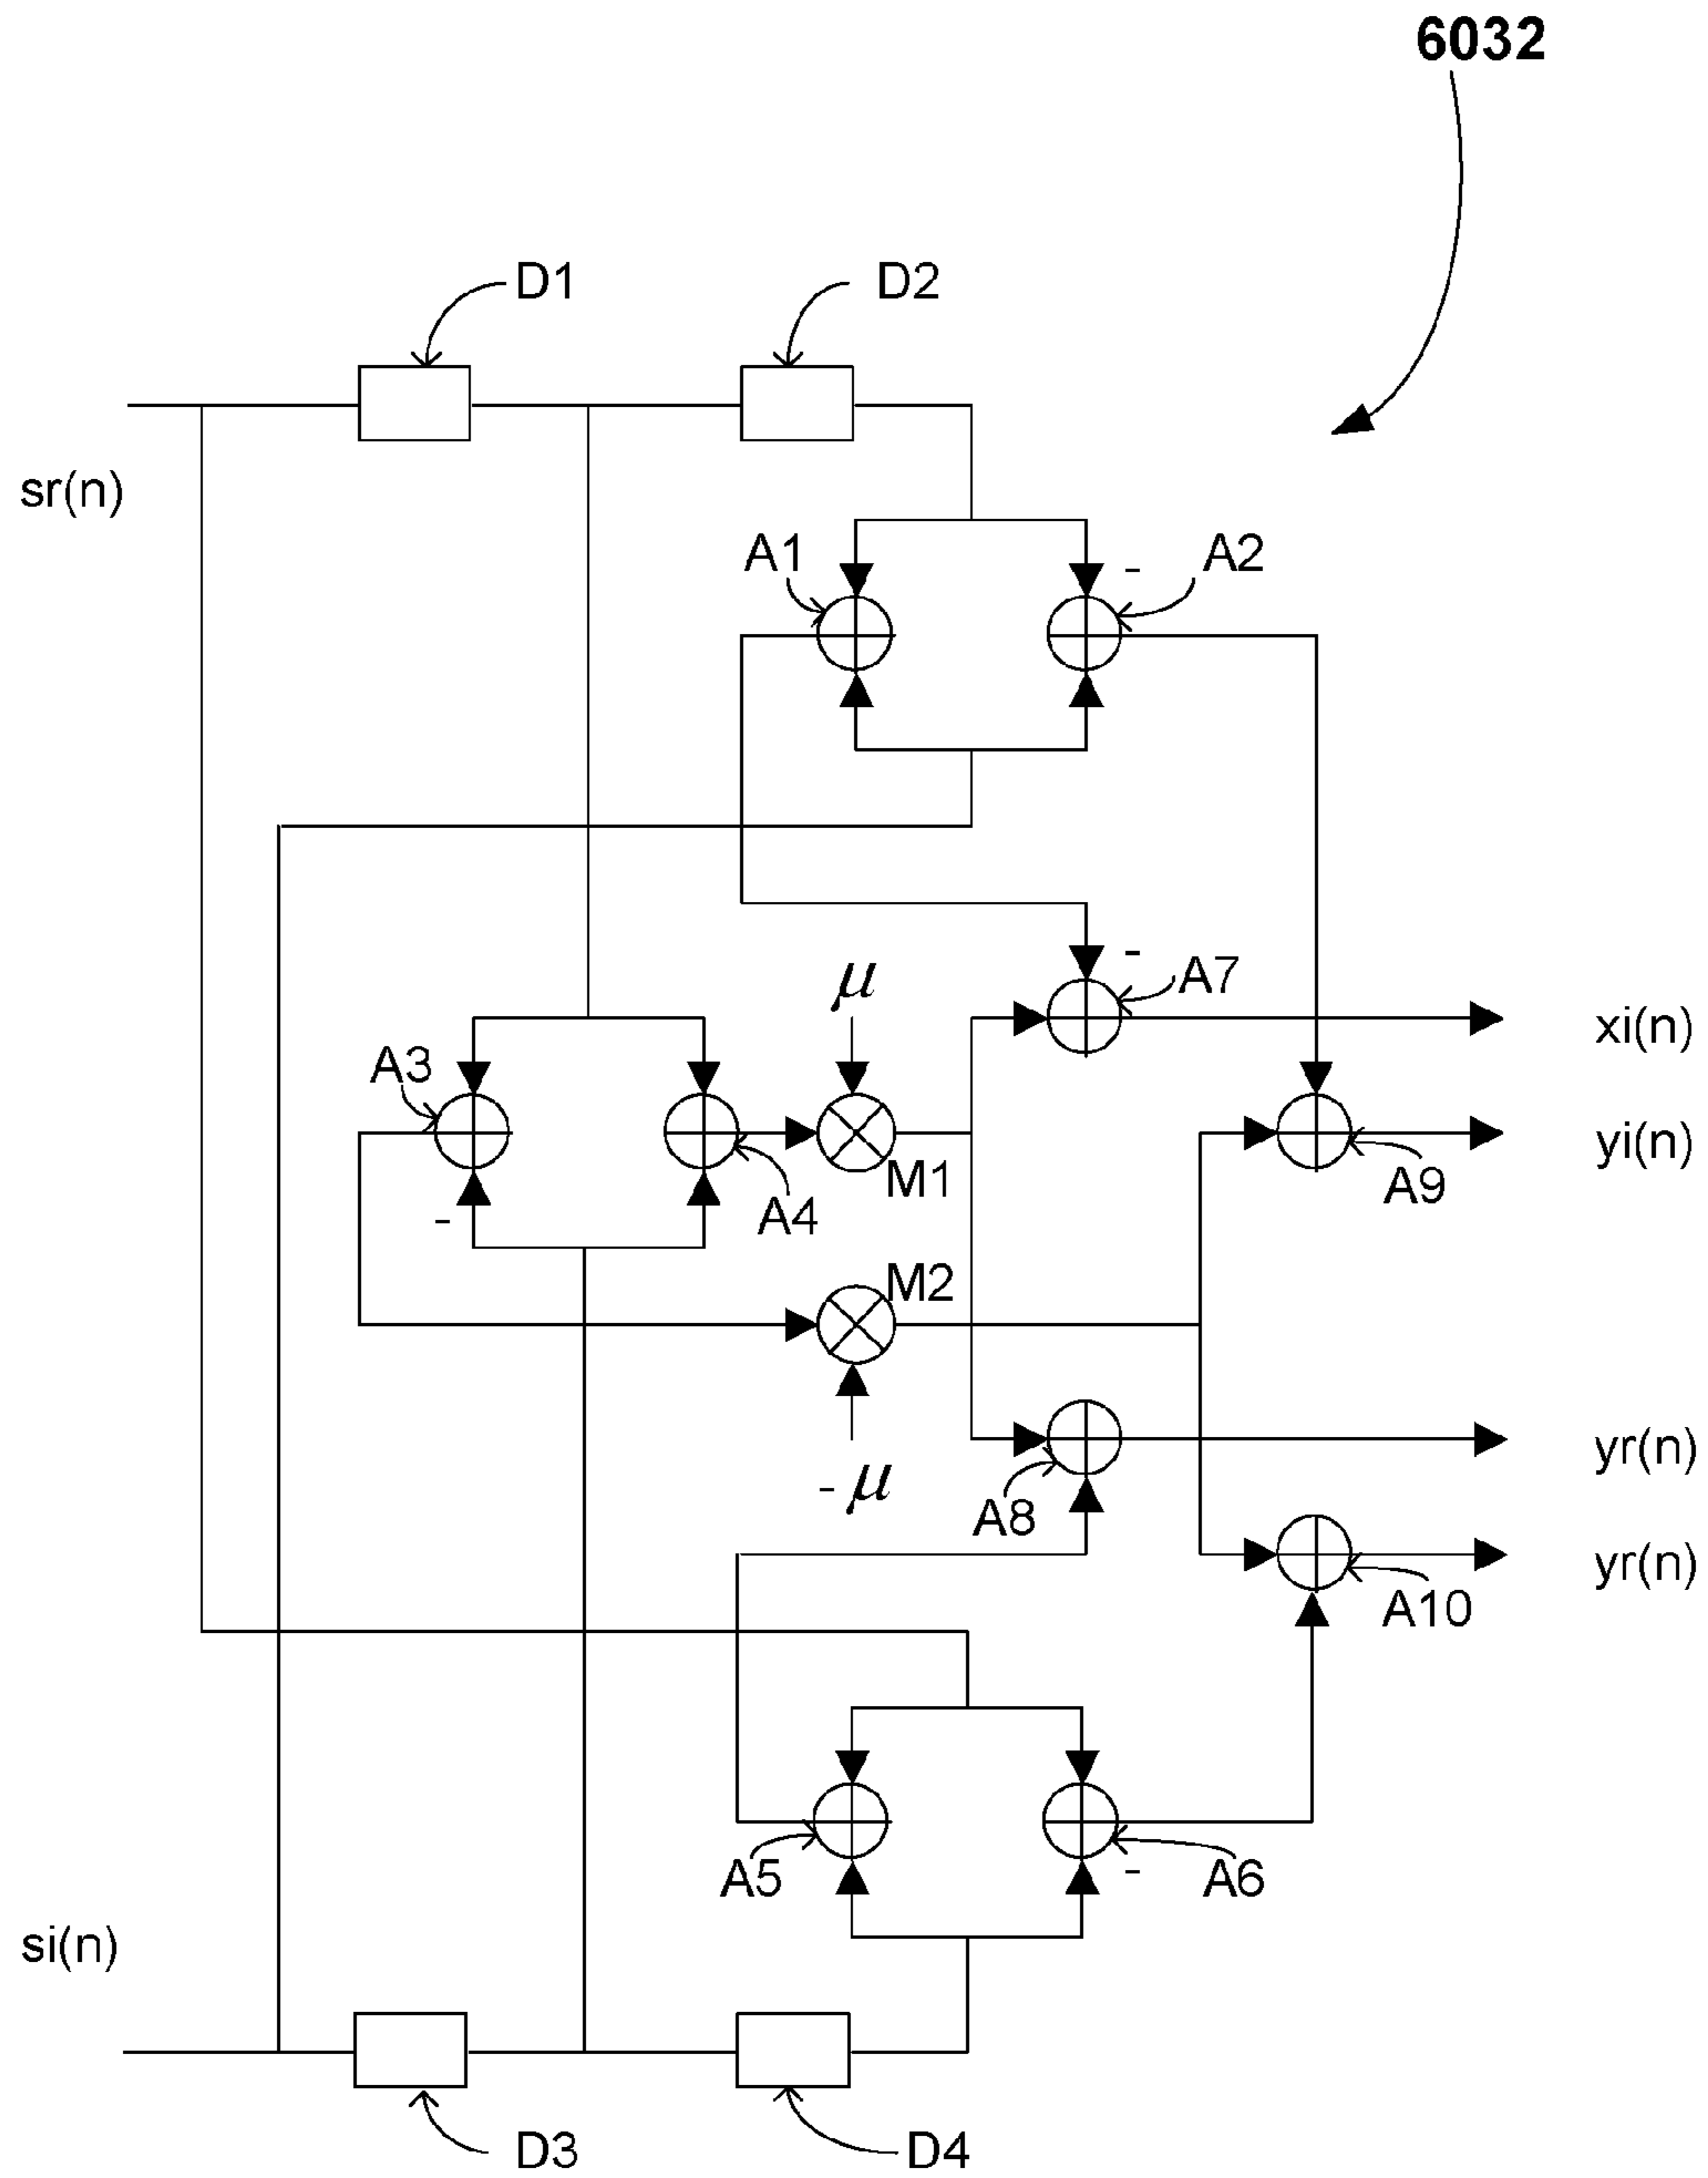 6032
D1
D2
sr(n)
A1
-
A2
-
A7
μ
xi(n)
A3
yi(n)
M1
A9
-
A4
M2
yr(n)
- μ
A8
yr(n)
A10
A5
-
A6
si(n)
D3
D4